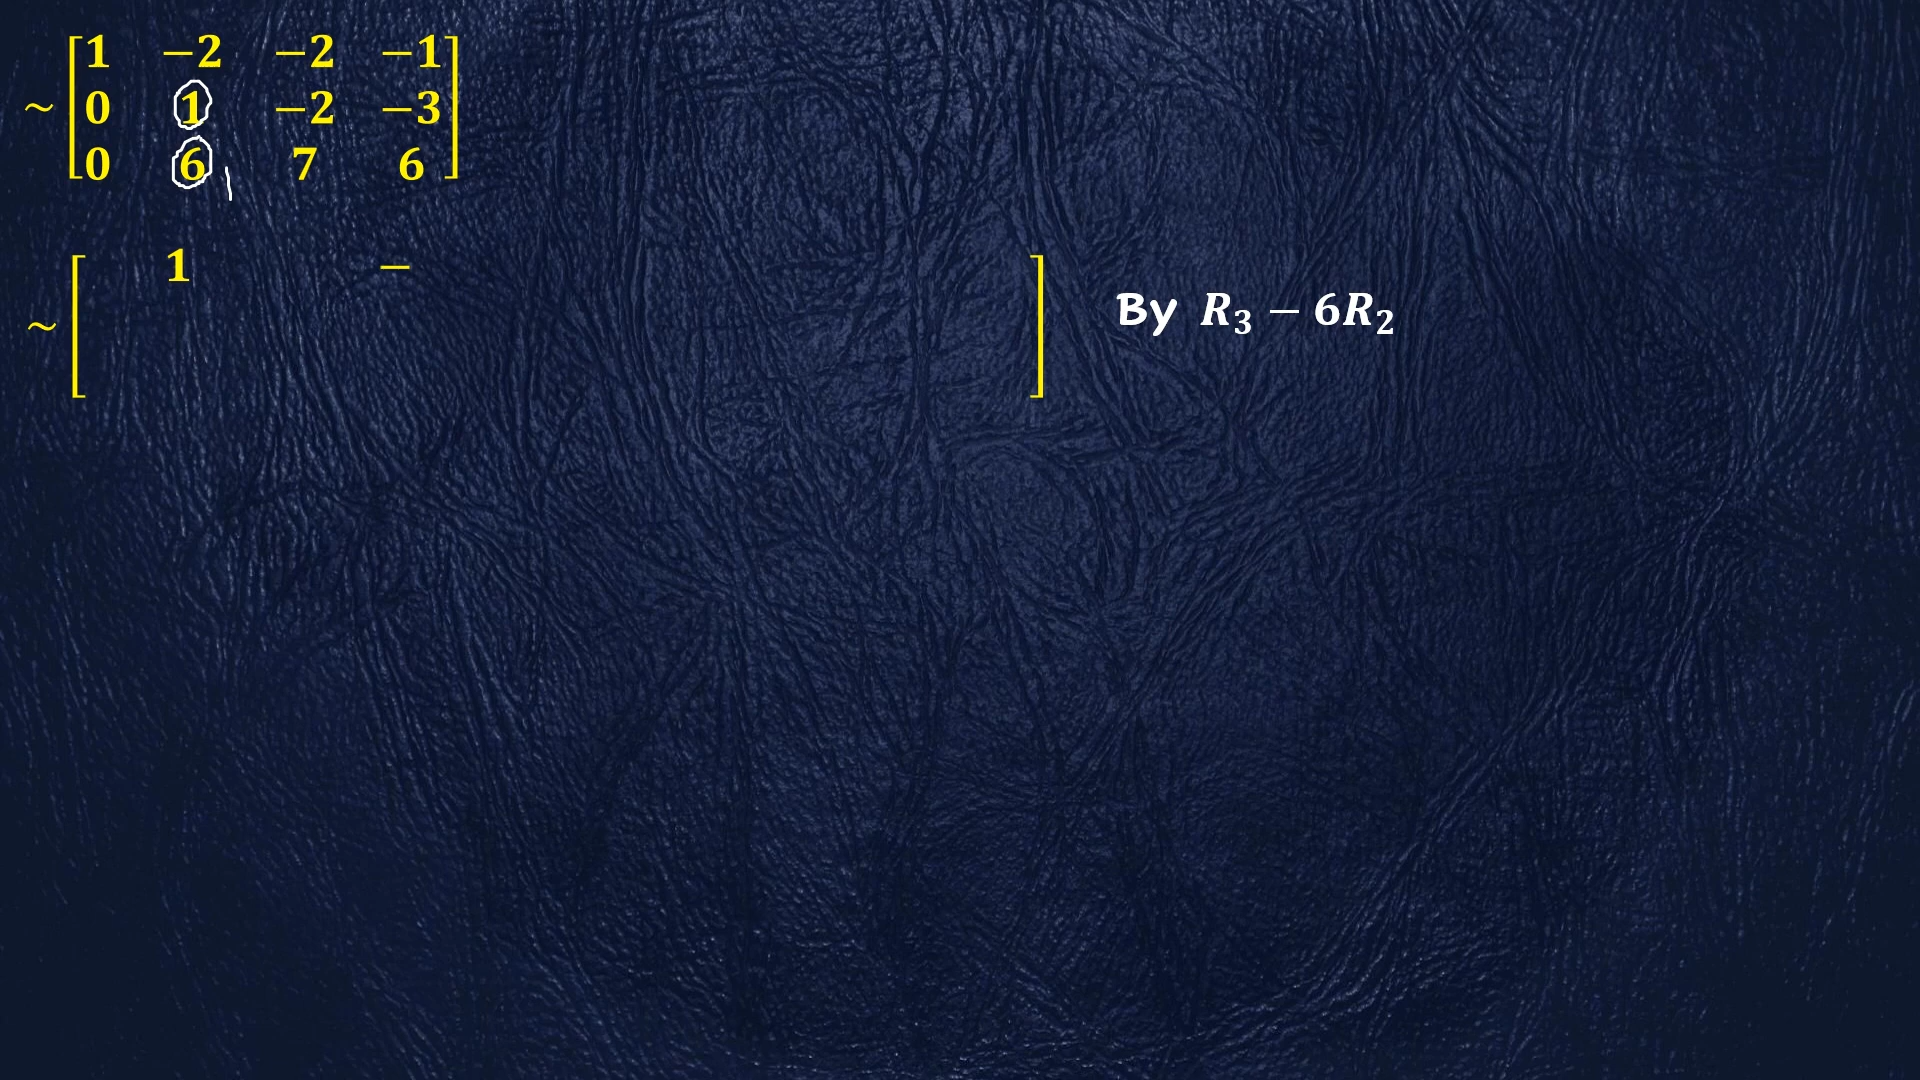 ~ [1 −2 −2 −1]
[0 1 −2 −3]
[0 6 7 6]
~ [1 − ] By R₃ − 6R₂